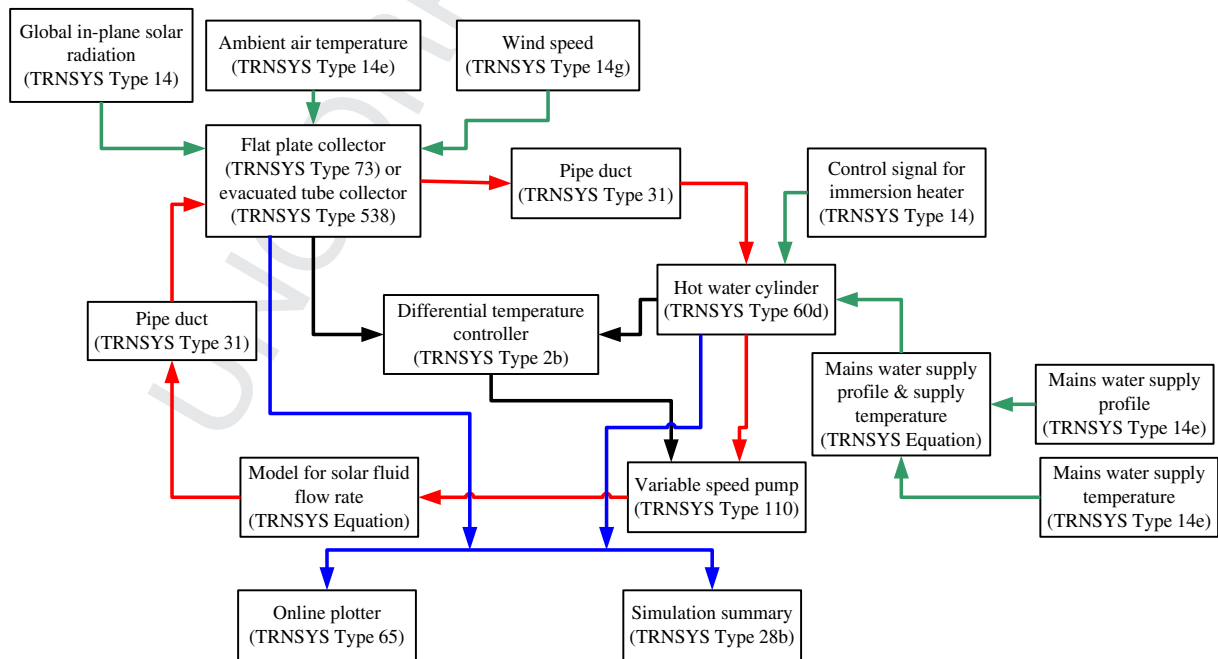 Global in-plane solar
radiation
(TRNSYS Type 14)
Ambient air temperature
(TRNSYS Type 14e)
Wind speed
(TRNSYS Type 14g)
Flat plate collector
(TRNSYS Type 73) or
evacuated tube collector
(TRNSYS Type 538)
Pipe duct
(TRNSYS Type 31)
Control signal for
immersion heater
(TRNSYS Type 14)
Hot water cylinder
(TRNSYS Type 60d)
Pipe duct
(TRNSYS Type 31)
Differential temperature
controller
(TRNSYS Type 2b)
Mains water supply
profile & supply
temperature
(TRNSYS Equation)
Mains water supply
profile
(TRNSYS Type 14e)
Model for solar fluid
flow rate
(TRNSYS Equation)
Variable speed pump
(TRNSYS Type 110)
Mains water supply
temperature
(TRNSYS Type 14e)
Online plotter
(TRNSYS Type 65)
Simulation summary
(TRNSYS Type 28b)